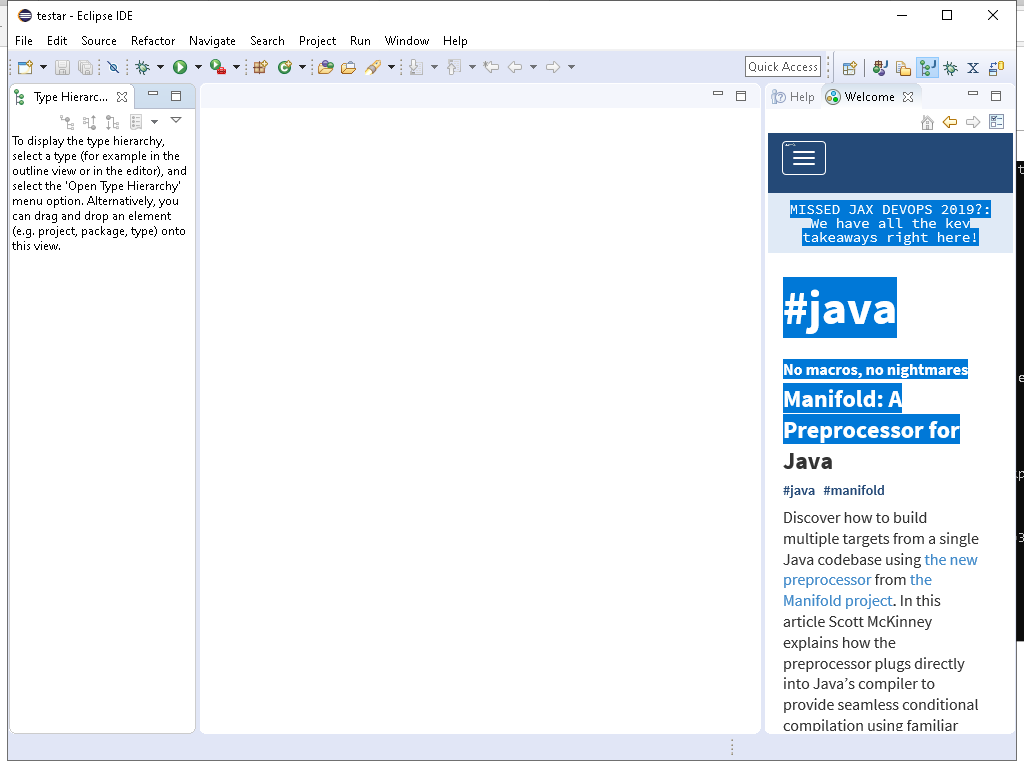 testar - Eclipse IDE
File Edit Source Refactor Navigate Search Project Run Window Help
Quick Access
Type Hierarc...
Help
Welcome
To display the type hierarchy,
select a type (for example in the
outline view or in the editor), and
select the 'Open Type Hierarchy'
menu option. Alternatively, you
can drag and drop an element
(e.g. project, package, type) onto
this view.
MISSED JAX DEVOPS 2019?:
We have all the key
takeaways right here!
#java
No macros, no nightmares
Manifold: A
Preprocessor for
Java
#java #manifold
Discover how to build
multiple targets from a single
Java codebase using the new
preprocessor from the
Manifold project. In this
article Scott McKinney
explains how the
preprocessor plugs directly
into Java’s compiler to
provide seamless conditional
compilation using familiar